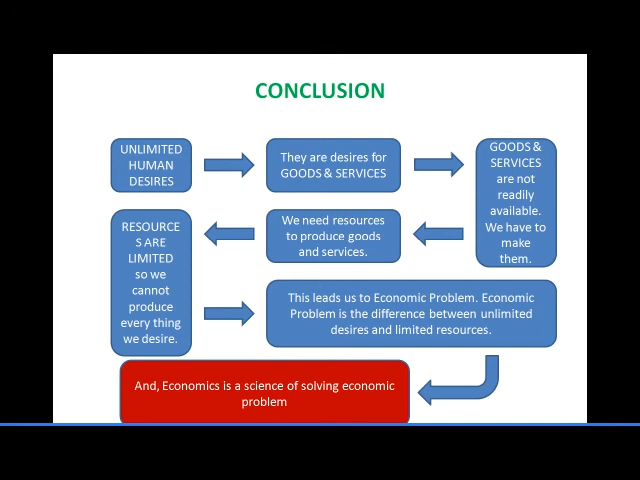 CONCLUSION
UNLIMITED
HUMAN
DESIRES
They are desires for
GOODS & SERVICES
GOODS &
SERVICES
are not
readily
available.
We have to
make
them.
We need resources
to produce goods
and services.
RESOURCE
S ARE
LIMITED
so we
cannot
produce
every thing
we desire.
This leads us to Economic Problem. Economic
Problem is the difference between unlimited
desires and limited resources.
And, Economics is a science of solving economic
problem